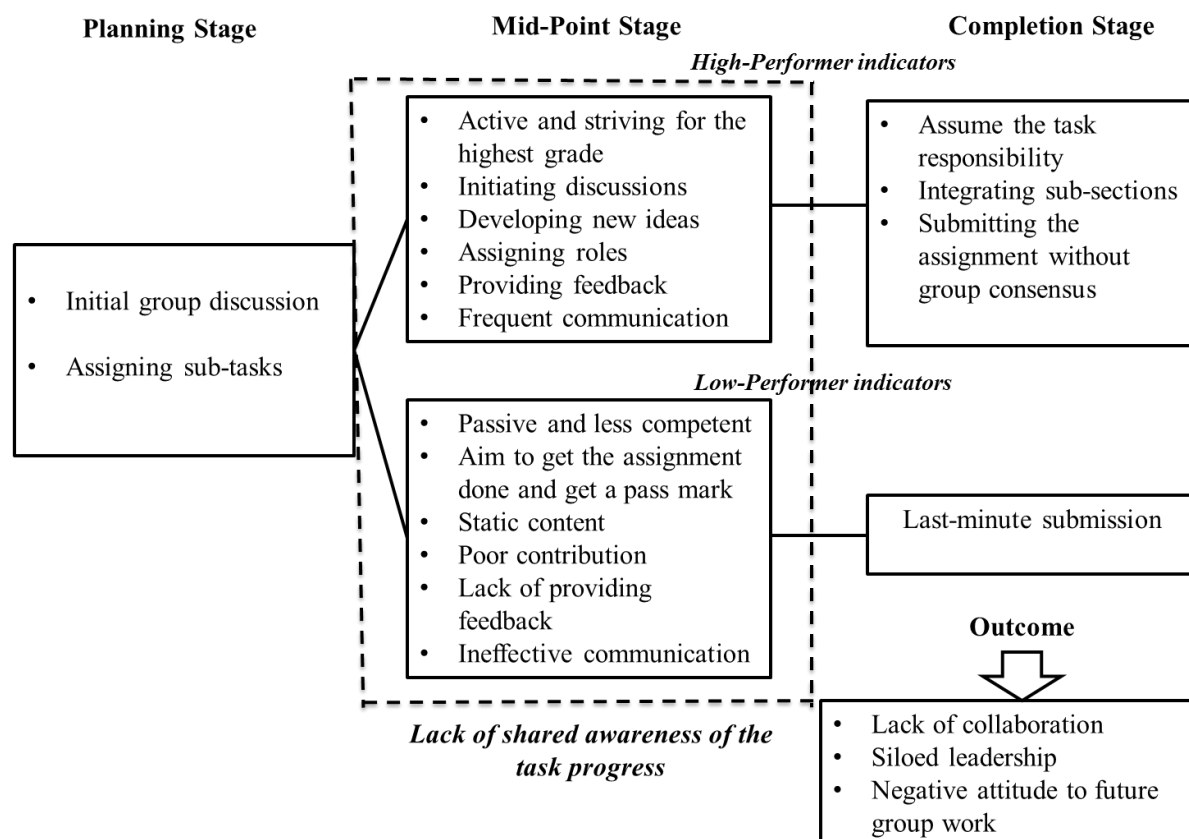 Planning Stage
Mid-Point Stage
Completion Stage
High-Performer indicators
• Initial group discussion
• Assigning sub-tasks
• Active and striving for the
highest grade
• Initiating discussions
• Developing new ideas
• Assigning roles
• Providing feedback
• Frequent communication
• Assume the task
responsibility
• Integrating sub-sections
• Submitting the
assignment without
group consensus
Low-Performer indicators
• Passive and less competent
• Aim to get the assignment
done and get a pass mark
• Static content
• Poor contribution
• Lack of providing
feedback
• Ineffective communication
Last-minute submission
Lack of shared awareness of the
task progress
Outcome
• Lack of collaboration
• Siloed leadership
• Negative attitude to future
group work